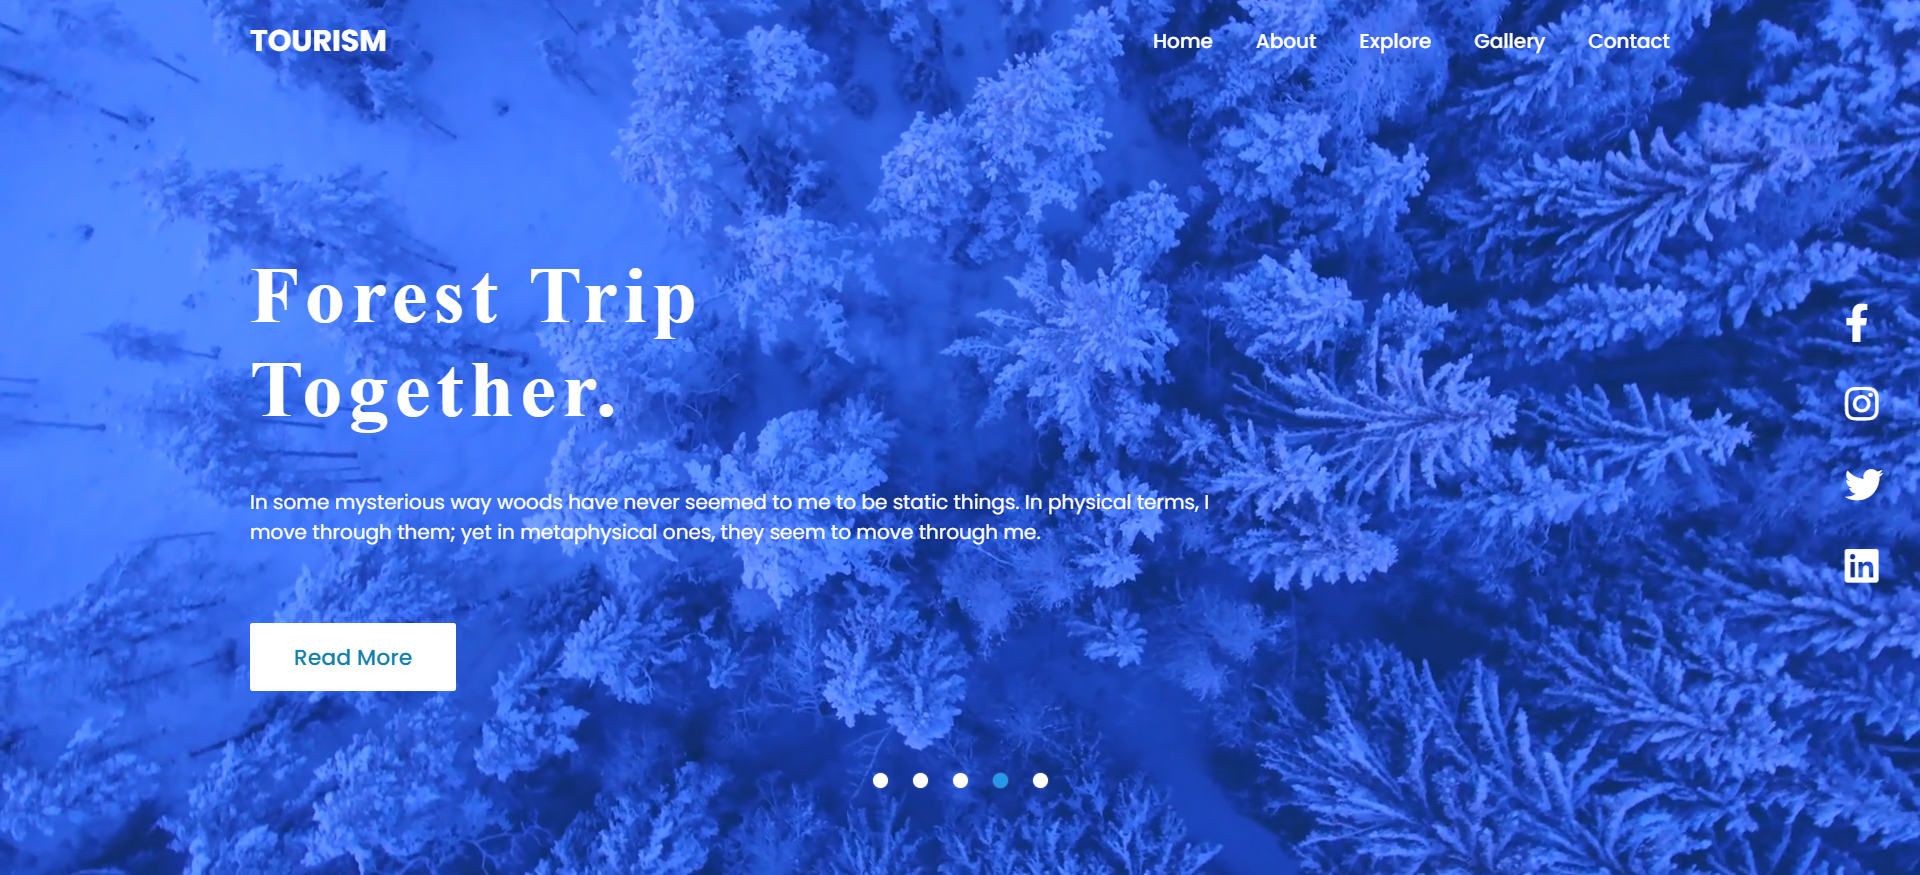 TOURISM
Home About Explore Gallery Contact
Forest Trip
Together.
In some mysterious way woods have never seemed to me to be static things. In physical terms, I
move through them; yet in metaphysical ones, they seem to move through me.
Read More